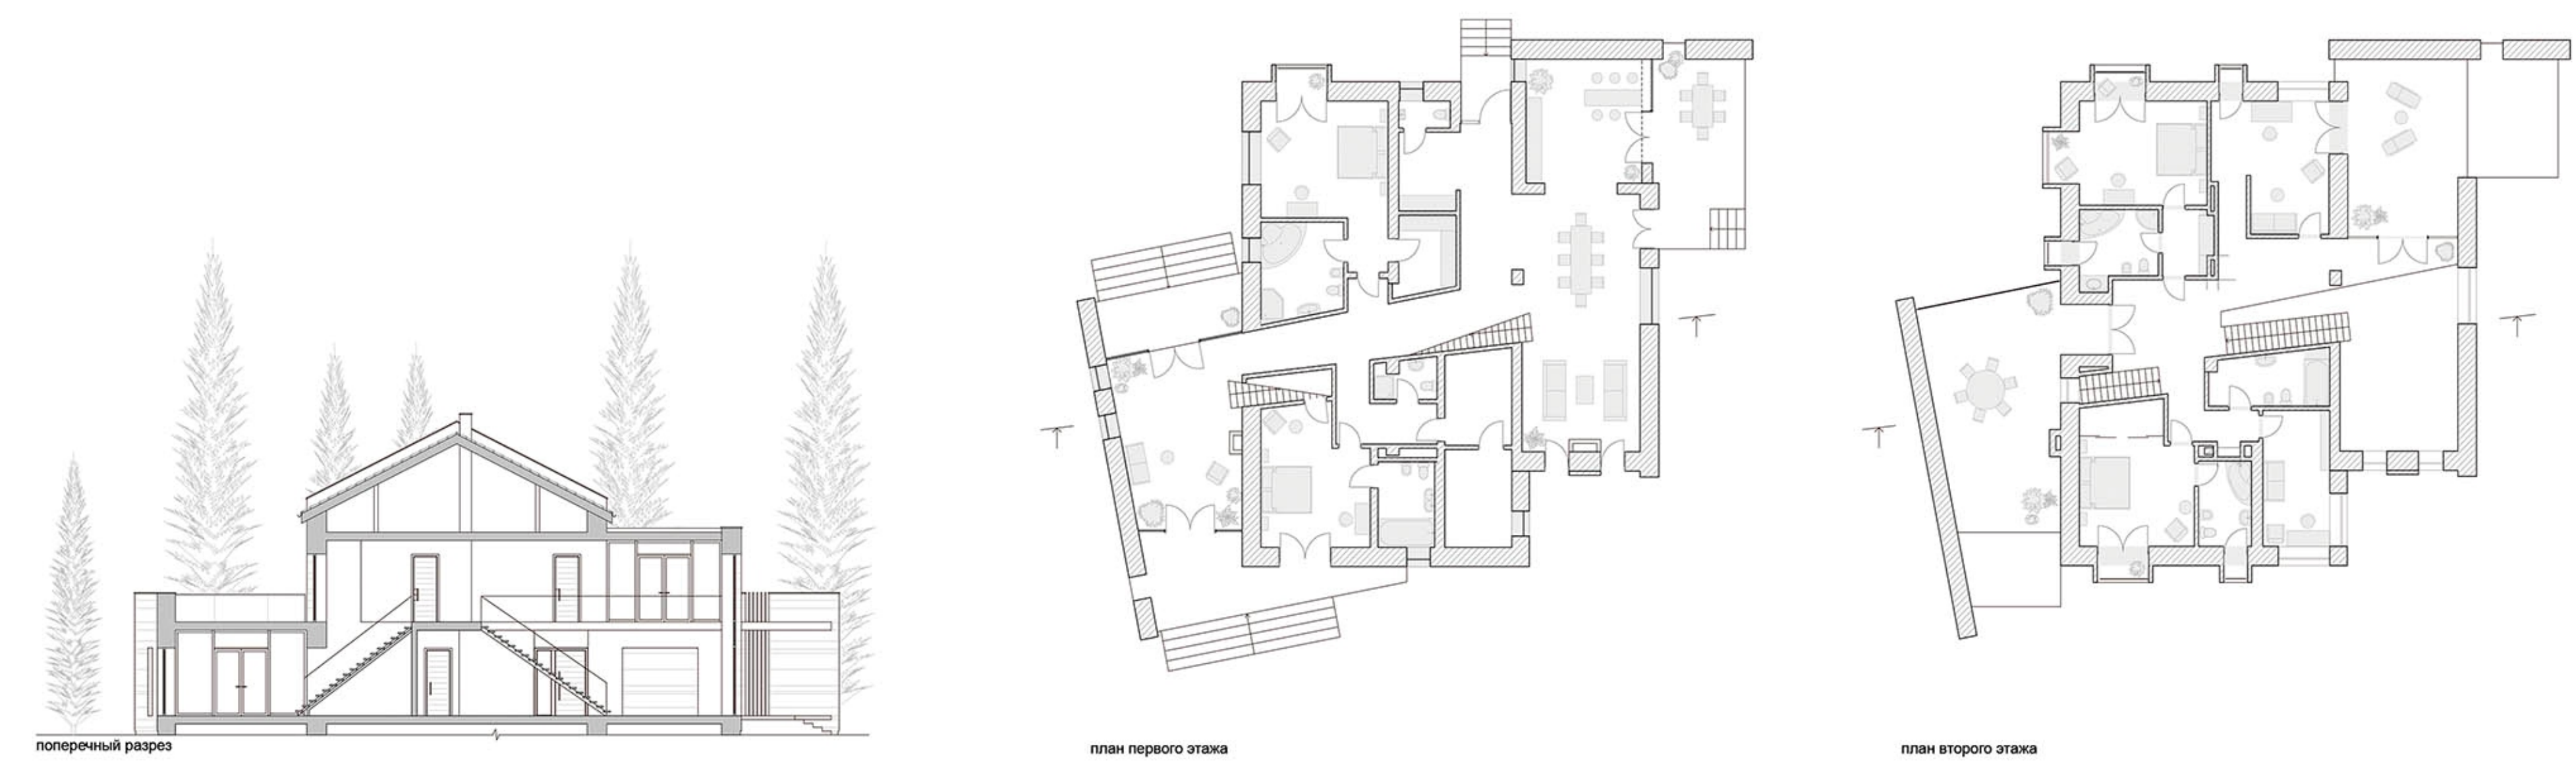 поперечный разрез
план первого этажа
план второго этажа